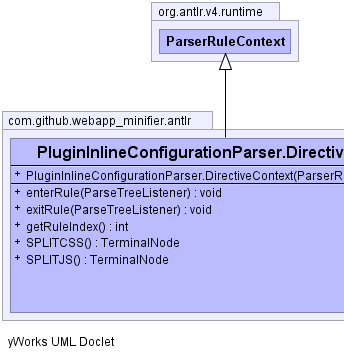 org.antlr.v4.runtime
ParserRuleContext
com.github.webapp_minifier.antlr
PluginInlineConfigurationParser.Directive
+ PluginInlineConfigurationParser.DirectiveContext(ParserR
+ enterRule(ParseTreeListener) : void
+ exitRule(ParseTreeListener) : void
+ getRuleIndex() : int
+ SPLITCSS() : TerminalNode
+ SPLITJS() : TerminalNode
yWorks UML Doclet